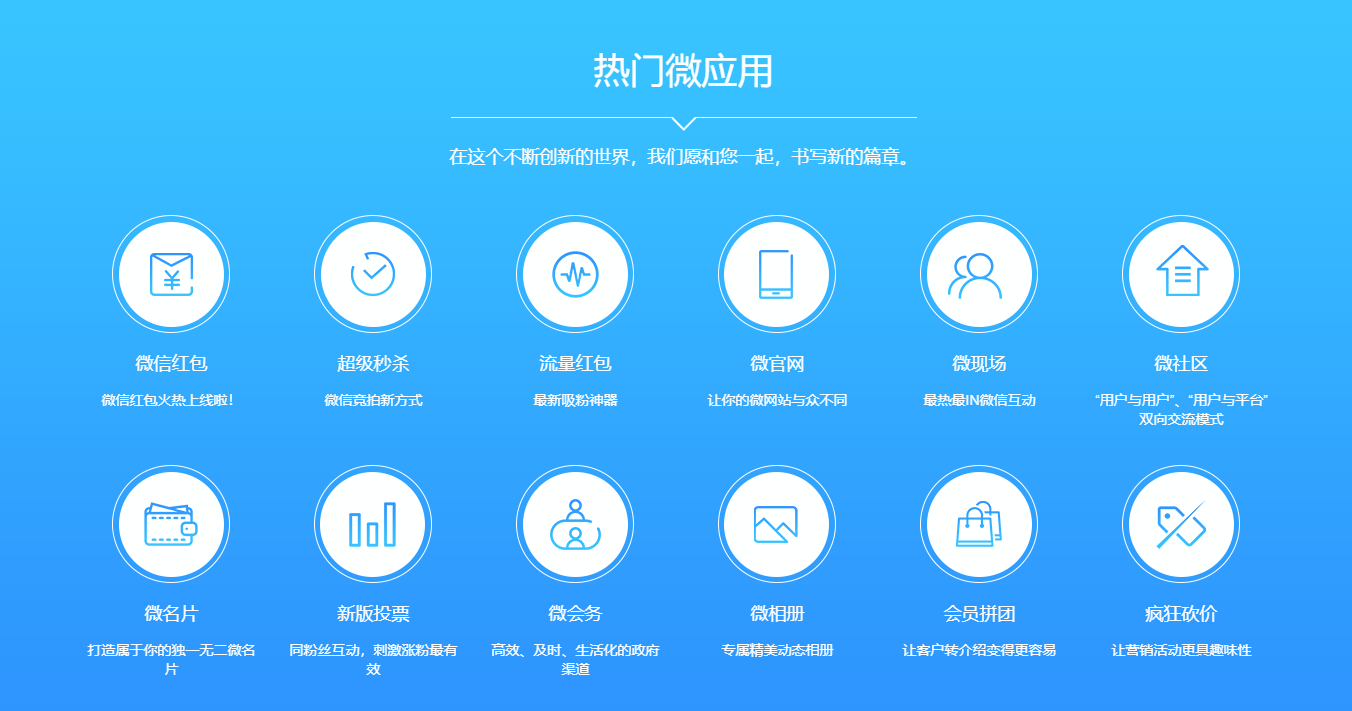 热门微应用
在这个不断创新的世界，我们愿和您一起，书写新的篇章。
微信红包
微信红包火热上线啦！
超级秒杀
微信竞拍新方式
流量红包
最新吸粉神器
微官网
让你的微网站与众不同
微现场
最热最IN微信互动
微社区
“用户与用户”、“用户与平台”
双向交流模式
微名片
打造属于你的独一无二微名
片
新版投票
同粉丝互动，刺激涨粉最有
效
微会务
高效、及时、生活化的政府
渠道
微相册
专属精美动态相册
会员拼团
让客户转介绍变得更容易
疯狂砍价
让营销活动更具趣味性